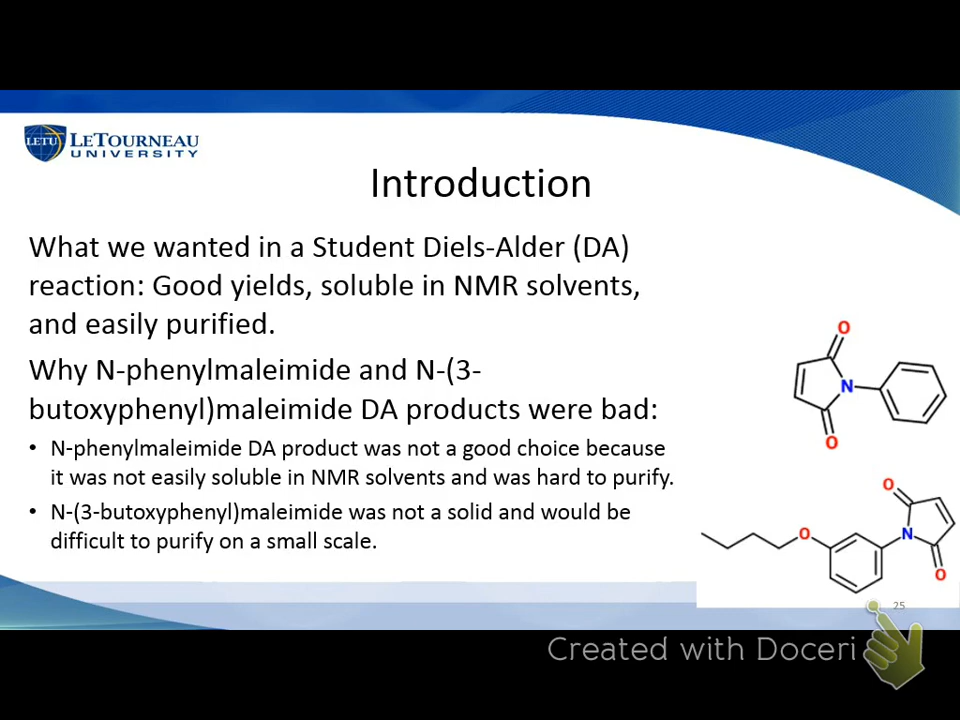 LETU LETOURNEAU
UNIVERSITY
Introduction
What we wanted in a Student Diels-Alder (DA)
reaction: Good yields, soluble in NMR solvents,
and easily purified.
Why N-phenylmaleimide and N-(3-
butoxyphenyl)maleimide DA products were bad:
• N-phenylmaleimide DA product was not a good choice because
it was not easily soluble in NMR solvents and was hard to purify.
• N-(3-butoxyphenyl)maleimide was not a solid and would be
difficult to purify on a small scale.
O
N
O
O
O
N
O
25
Created with Doceri